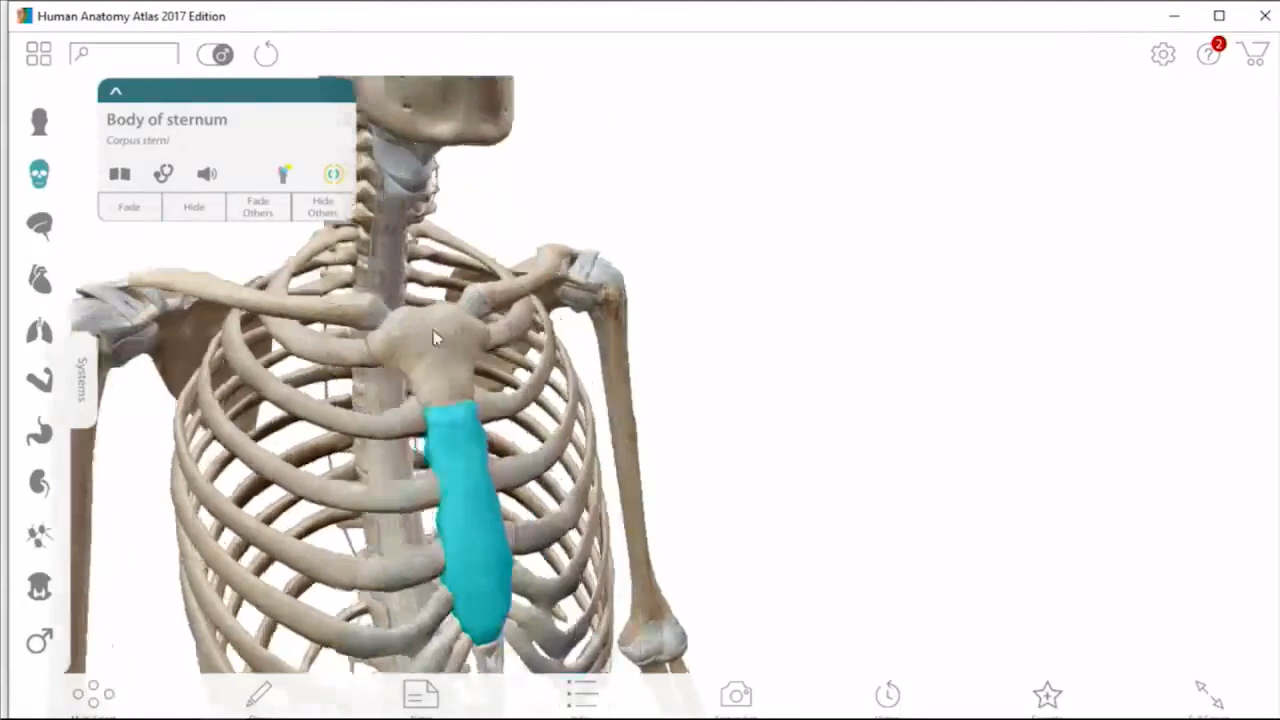 Human Anatomy Atlas 2017 Edition
2
Body of sternum
Corpus sterni
Fade
Hide
Fade Others
Hide Others
Systems